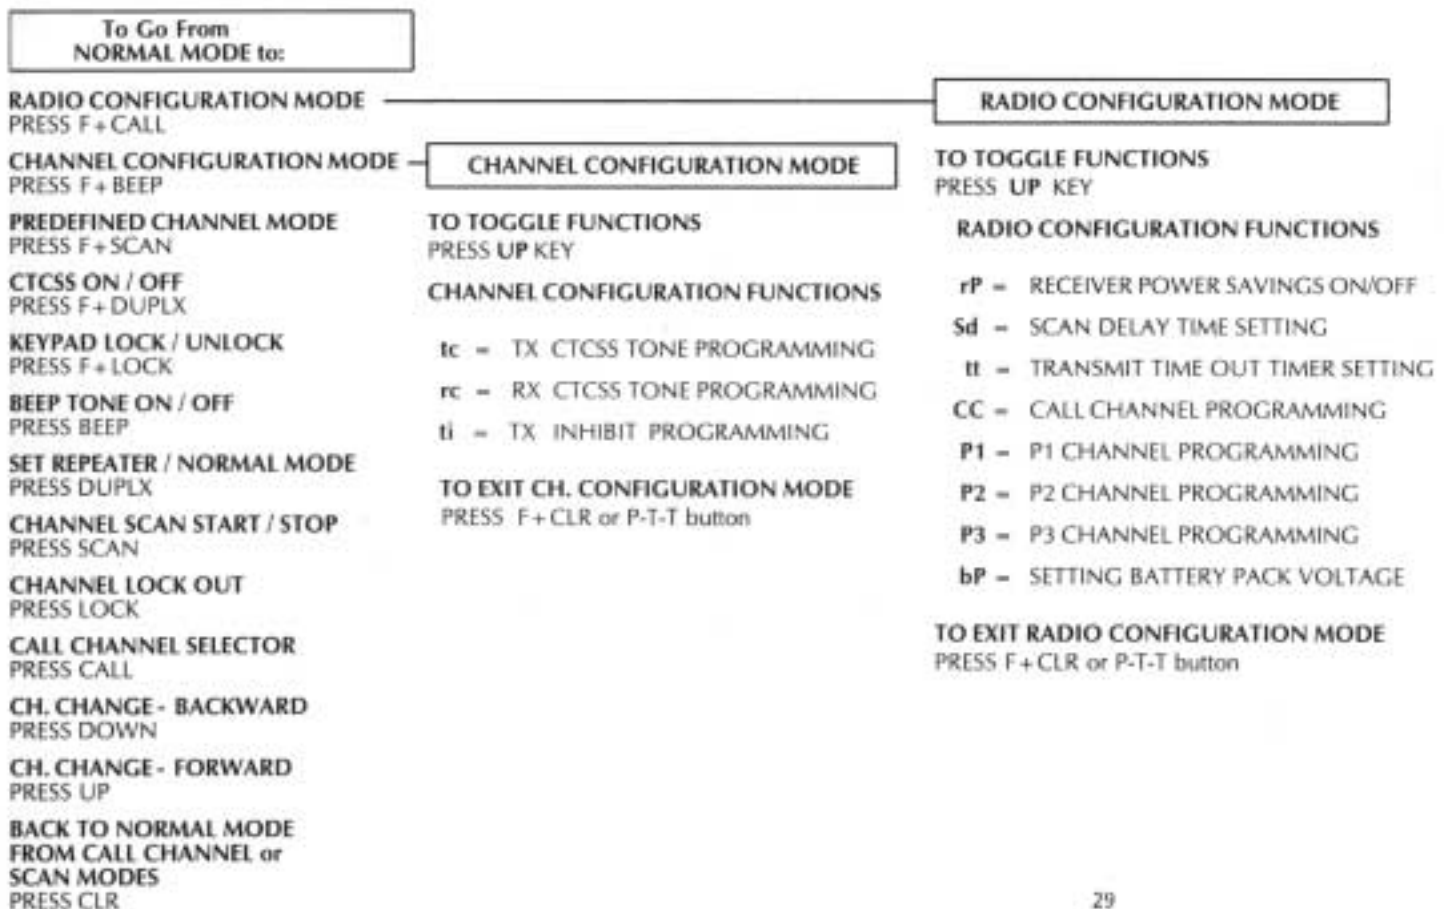 To Go From
NORMAL MODE to:
RADIO CONFIGURATION MODE
PRESS F + CALL
CHANNEL CONFIGURATION MODE
PRESS F + BEEP
PREDEFINED CHANNEL MODE
PRESS F + SCAN
CTCSS ON / OFF
PRESS F + DUPLX
KEYPAD LOCK / UNLOCK
PRESS F + LOCK
BEEP TONE ON / OFF
PRESS BEEP
SET REPEATER / NORMAL MODE
PRESS DUPLX
CHANNEL SCAN START / STOP
PRESS SCAN
CHANNEL LOCK OUT
PRESS LOCK
CALL CHANNEL SELECTOR
PRESS CALL
CH. CHANGE - BACKWARD
PRESS DOWN
CH. CHANGE - FORWARD
PRESS UP
BACK TO NORMAL MODE
FROM CALL CHANNEL or
SCAN MODES
PRESS CLR
CHANNEL CONFIGURATION MODE
TO TOGGLE FUNCTIONS
PRESS UP KEY
CHANNEL CONFIGURATION FUNCTIONS
tc = TX CTCSS TONE PROGRAMMING
rc = RX CTCSS TONE PROGRAMMING
ti = TX INHIBIT PROGRAMMING
TO EXIT CH. CONFIGURATION MODE
PRESS F + CLR or P-T-T button
RADIO CONFIGURATION MODE
TO TOGGLE FUNCTIONS
PRESS UP KEY
RADIO CONFIGURATION FUNCTIONS
rP = RECEIVER POWER SAVINGS ON/OFF
Sd = SCAN DELAY TIME SETTING
tt = TRANSMIT TIME OUT TIMER SETTING
CC = CALL CHANNEL PROGRAMMING
P1 = P1 CHANNEL PROGRAMMING
P2 = P2 CHANNEL PROGRAMMING
P3 = P3 CHANNEL PROGRAMMING
bP = SETTING BATTERY PACK VOLTAGE
TO EXIT RADIO CONFIGURATION MODE
PRESS F + CLR or P-T-T button
29